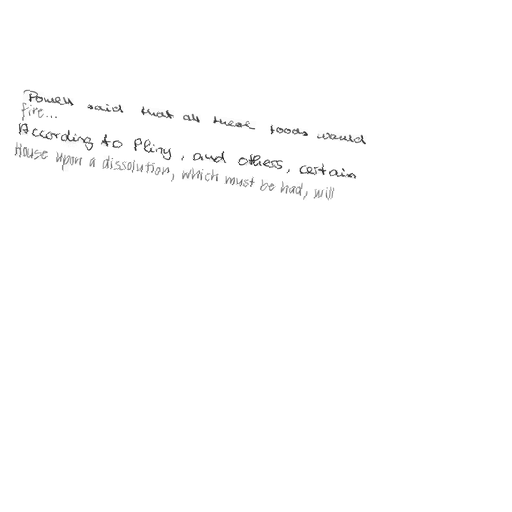 Powell said that all these foods would
fire...
According to Pliny, and others, certain
House upon a dissolution, which must be had, will